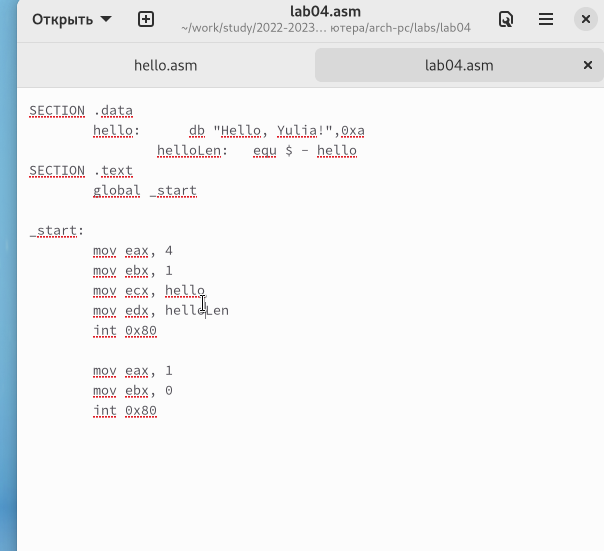 Открыть
lab04.asm
~/work/study/2022-2023… ютера/arch-pc/labs/lab04
hello.asm
lab04.asm
SECTION .data
hello: db "Hello, Yulia!",0xa
helloLen: equ $ - hello
SECTION .text
global _start
_start:
mov eax, 4
mov ebx, 1
mov ecx, hello
mov edx, helloLen
int 0x80
mov eax, 1
mov ebx, 0
int 0x80